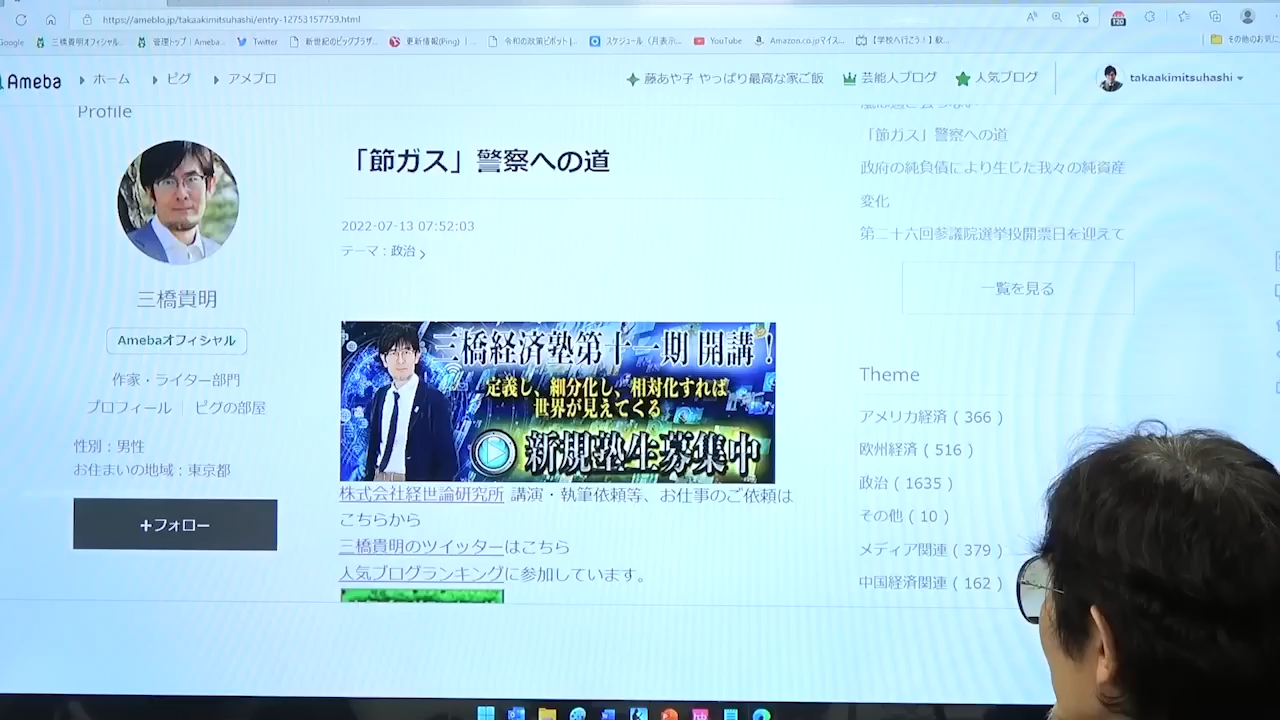 https://ameblo.jp/takaakimitsuhashi/entry-12753157759.html
120
Google
三橋貴明オフィシャル...
管理トップ | Ameba...
Twitter
新世紀のビッグブラザ...
更新情報(Ping) | ...
令和の政策ピボット|...
スケジュール（月表示...
YouTube
Amazon.co.jpマイス...
【学校へ行こう！】
その他のお気に
Ameba
ホーム
ピグ
アメブロ
藤あや子 やっぱり最高な家ご飯
芸能人ブログ
人気ブログ
takaakimitsuhashi
Profile
三橋貴明
Amebaオフィシャル
作家・ライター部門
プロフィール
ピグの部屋
性別：男性
お住まいの地域：東京都
+フォロー
「節ガス」警察への道
2022-07-13 07:52:03
テーマ：政治
三橋経済塾第十一期 開講！
定義し、細分化し、相対化すれば
世界が見えてくる
新規塾生募集中
株式会社経世論研究所 講演・執筆依頼等、お仕事のご依頼は
こちらから
三橋貴明のツイッターはこちら
人気ブログランキングに参加しています。
「節ガス」警察への道
政府の純負債により生じた我々の純資産
変化
第二十六回参議院選挙投開票日を迎えて
一覧を見る
Theme
アメリカ経済 ( 366 )
欧州経済 ( 516 )
政治 ( 1635 )
その他 ( 10 )
メディア関連 ( 379 )
中国経済関連 ( 162 )